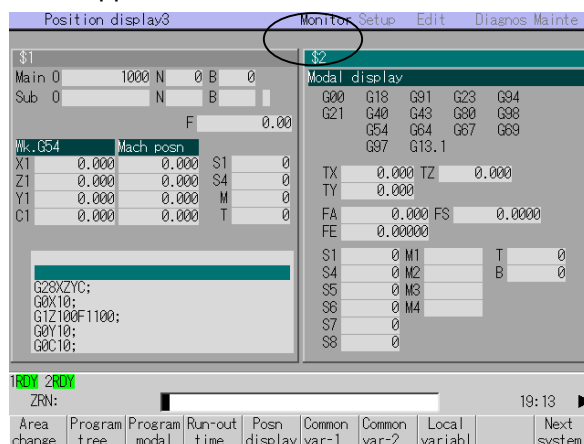 Position display3 Monitor Setup Edit Diagnos Mainte
$1
Main O 1000 N 0 B 0
Sub O N B
F 0.00
Wk.G54 Mach posn
X1 0.000 0.000 S1 0
Z1 0.000 0.000 S4 0
Y1 0.000 0.000 M 0
C1 0.000 0.000 T 0
G28XZYC;
G0X10;
G1Z100F1100;
G0Y10;
G0C10;
$2
Modal display
G00 G18 G91 G23 G94
G21 G40 G43 G80 G98
G54 G64 G67 G69
G97 G13.1
TX 0.000 TZ 0.000
TY 0.000
FA 0.000 FS 0.0000
FE 0.00000
S1 0 M1 T 0
S4 0 M2 B 0
S5 0 M3
S6 0 M4
S7 0
S8 0
1RDY 2RDY
ZRN: 19:13
Area change Program tree Program modal Run-out time Posn display Common var-1 Common var-2 Local variabl Next system